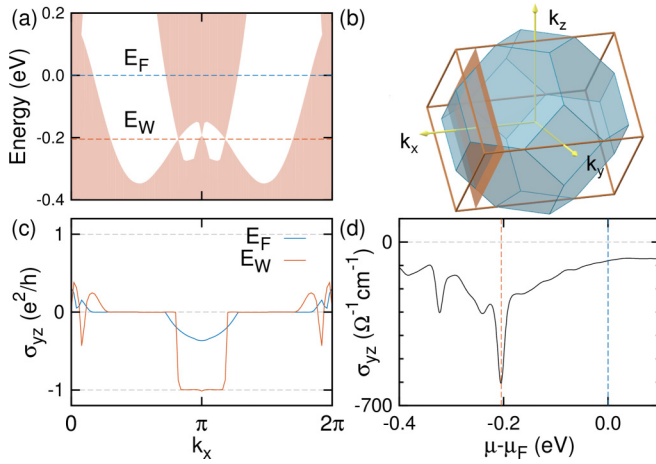 (a)
0.2
0.0
-0.2
-0.4
Energy (eV)
E_F
E_W
(b)
k_z
k_x
k_y
(c)
1
0
-1
σ_yz (e²/h)
E_F
E_W
0
π
2π
k_x
(d)
0
-700
σ_yz (Ω⁻¹cm⁻¹)
-0.4
-0.2
0.0
μ-μ_F (eV)